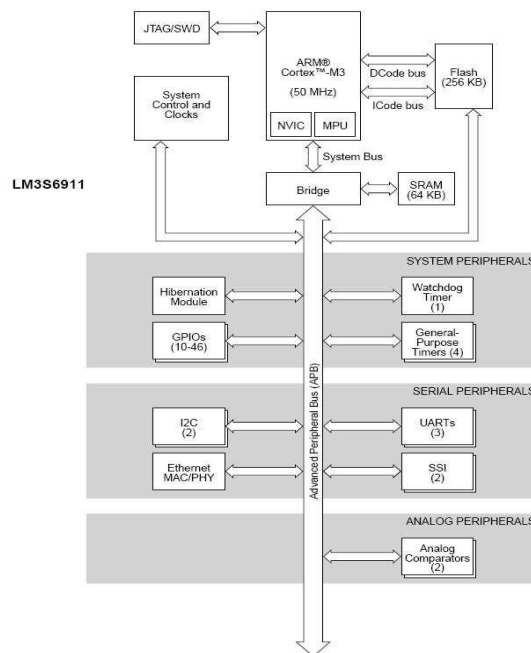 JTAG/SWD
ARM®
Cortex™-M3
(50 MHz)
NVIC
MPU
DCode bus
ICode bus
Flash
(256 KB)
System
Control and
Clocks
System Bus
LM3S6911
Bridge
SRAM
(64 KB)
SYSTEM PERIPHERALS
Hibernation
Module
Watchdog
Timer
(1)
GPIOs
(10-46)
General-
Purpose
Timers (4)
Advanced Peripheral Bus (APB)
SERIAL PERIPHERALS
I2C
(2)
UARTs
(3)
Ethernet
MAC/PHY
SSI
(2)
ANALOG PERIPHERALS
Analog
Comparators
(2)